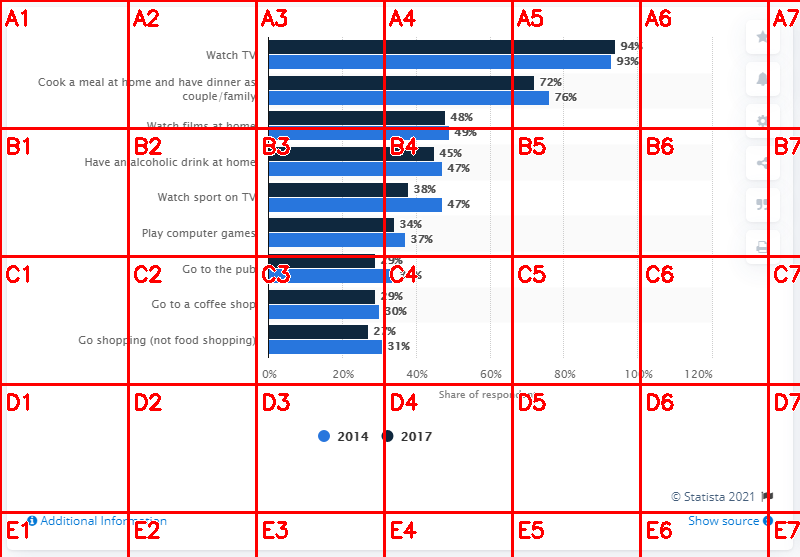 Watch TV
94%
93%
Cook a meal at home and have dinner as
couple/family
72%
76%
Watch films at home
48%
49%
Have an alcoholic drink at home
45%
47%
Watch sport on TV
38%
47%
Play computer games
34%
37%
Go to the pub
29%
Go to a coffee shop
29%
30%
Go shopping (not food shopping)
27%
31%
0% 20% 40% 60% 80% 100% 120%
Share of respondents
2014 2017
© Statista 2021
Additional Information
Show source
A1 A2 A3 A4 A5 A6 A7
B1 B2 B3 B4 B5 B6 B7
C1 C2 C3 C4 C5 C6 C7
D1 D2 D3 D4 D5 D6 D7
E1 E2 E3 E4 E5 E6 E7